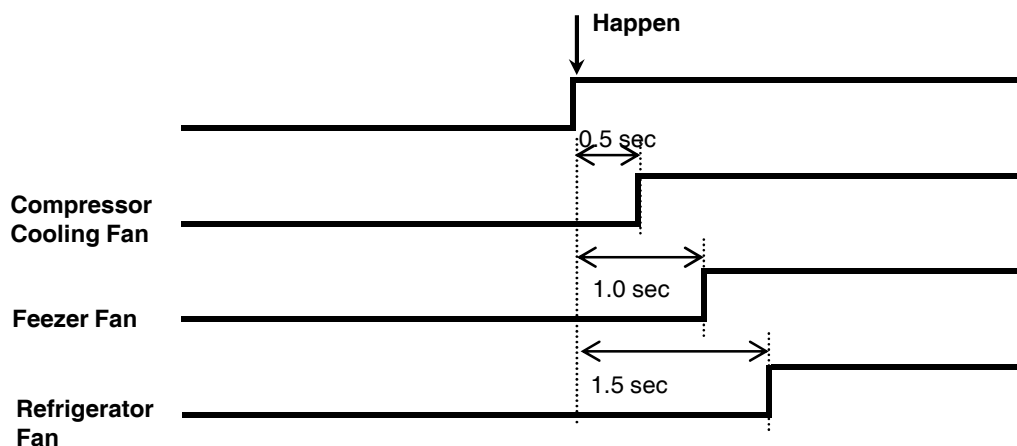 Happen
0.5 sec
Compressor
Cooling Fan
1.0 sec
Feezer Fan
1.5 sec
Refrigerator
Fan